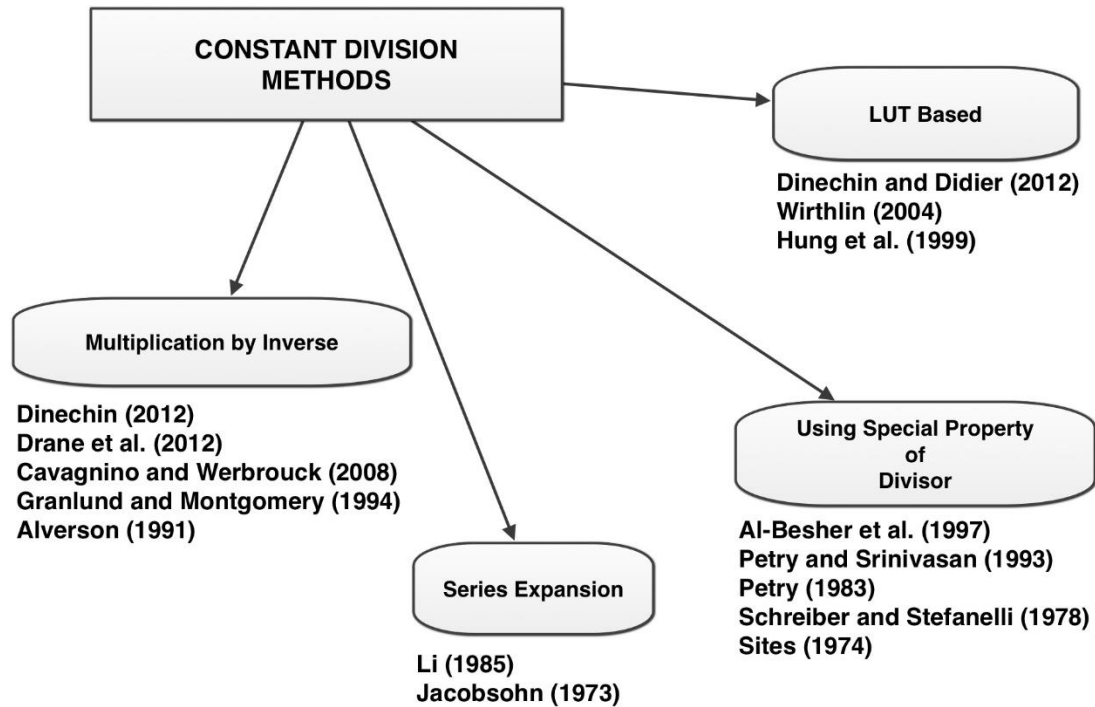 CONSTANT DIVISION
METHODS
LUT Based
Dinechin and Didier (2012)
Wirthlin (2004)
Hung et al. (1999)
Multiplication by Inverse
Dinechin (2012)
Drane et al. (2012)
Cavagnino and Werbrouck (2008)
Granlund and Montgomery (1994)
Alverson (1991)
Series Expansion
Li (1985)
Jacobsohn (1973)
Using Special Property
of
Divisor
Al-Besher et al. (1997)
Petry and Srinivasan (1993)
Petry (1983)
Schreiber and Stefanelli (1978)
Sites (1974)